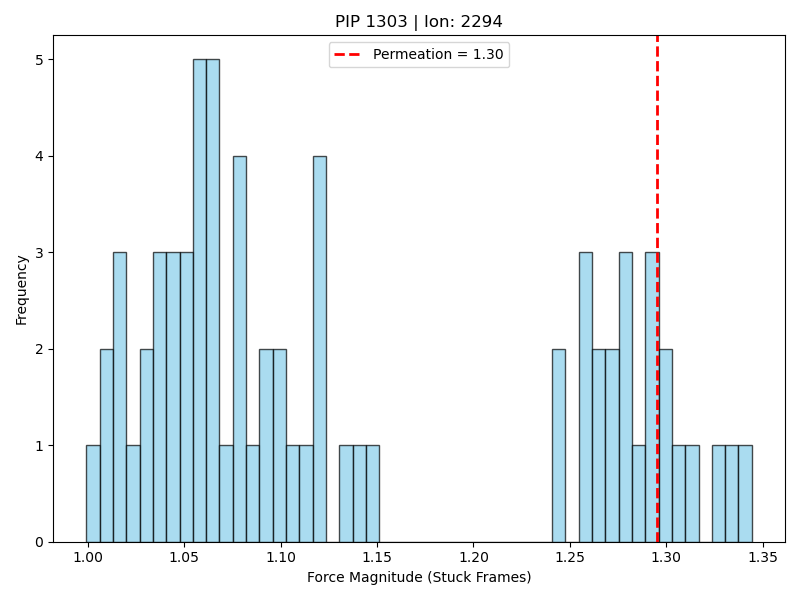 PIP 1303 | Ion: 2294
Permeation = 1.30
Frequency
5
4
3
2
1
0
1.00 1.05 1.10 1.15 1.20 1.25 1.30 1.35
Force Magnitude (Stuck Frames)